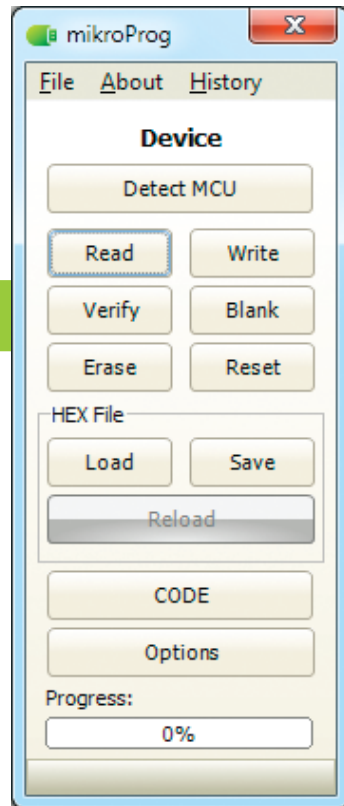 mikroProg
File About History
Device
Detect MCU
Read Write
Verify Blank
Erase Reset
HEX File
Load Save
Reload
CODE
Options
Progress:
0%